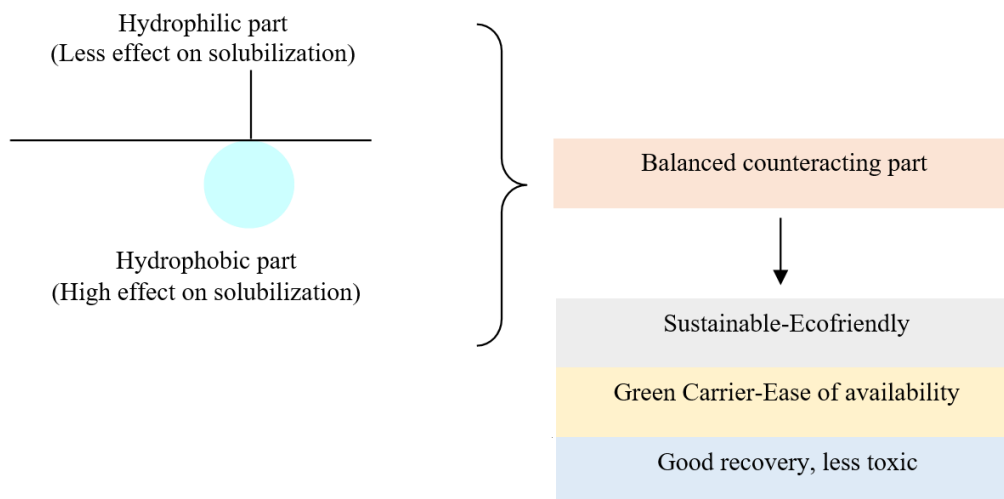 Hydrophilic part
(Less effect on solubilization)
Hydrophobic part
(High effect on solubilization)
Balanced counteracting part
Sustainable-Ecofriendly
Green Carrier-Ease of availability
Good recovery, less toxic